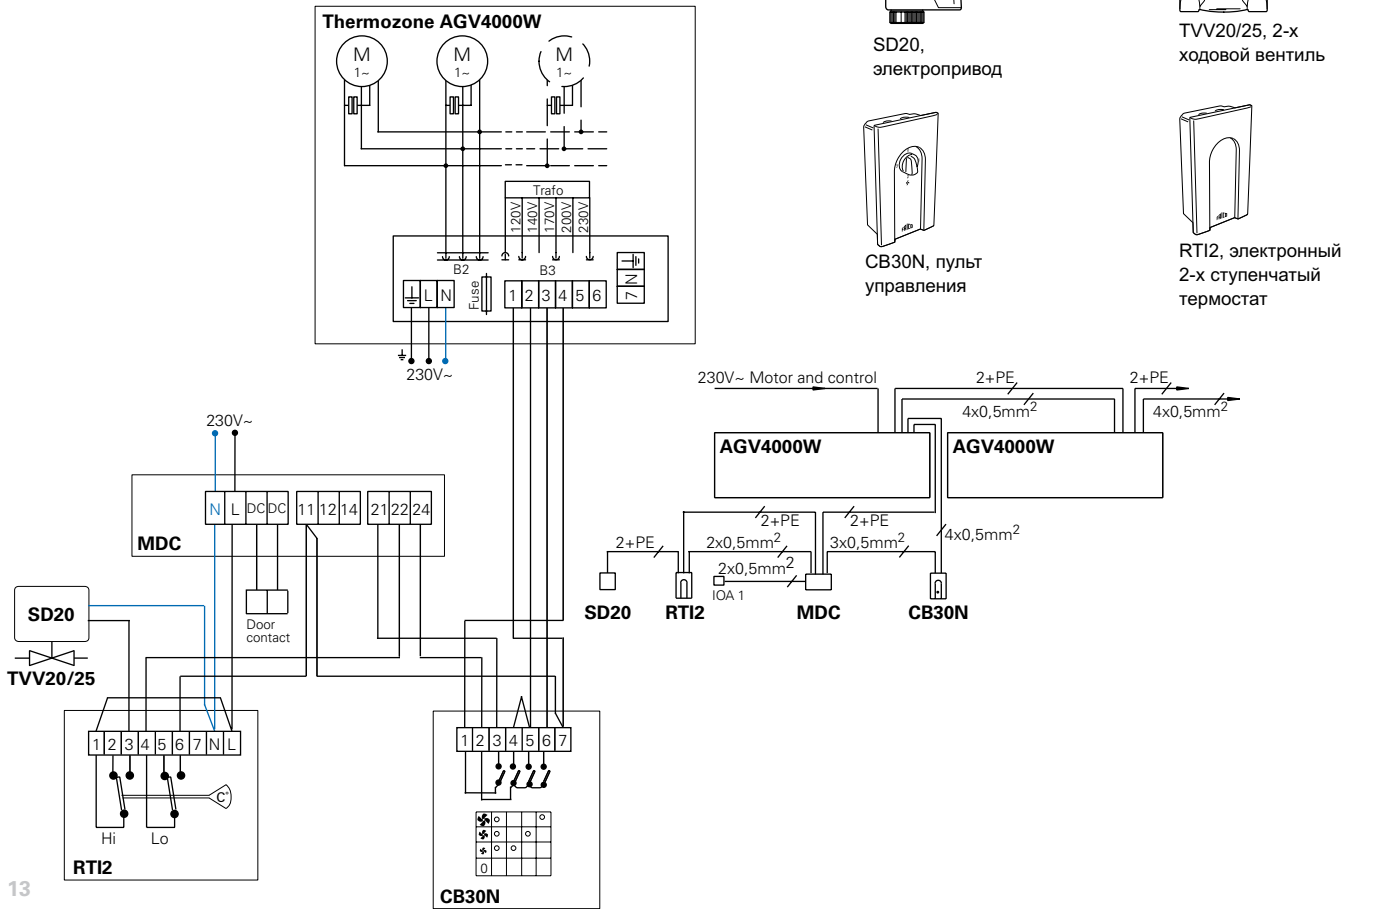 Thermozone AGV4000W
M
1~
M
1~
M
1~
Trafo
120V
140V
170V
200V
230V
B2
B3
Fuse
L
N
1 2 3 4 5 6
7 N
230V~
SD20,
электропривод
TVV20/25, 2-х
ходовой вентиль
CB30N, пульт
управления
RTI2, электронный
2-х ступенчатый
термостат
230V~ Motor and control
2+PE
2+PE
4x0,5mm²
4x0,5mm²
AGV4000W
AGV4000W
2+PE
2+PE
4x0,5mm²
2+PE
2x0,5mm²
3x0,5mm²
2x0,5mm²
IOA 1
SD20
RTI2
MDC
CB30N
230V~
N L DC DC 11 12 14 21 22 24
MDC
SD20
Door
contact
TVV20/25
1 2 3 4 5 6 7 N L
C°
Hi
Lo
RTI2
1 2 3 4 5 6 7
0
CB30N
13